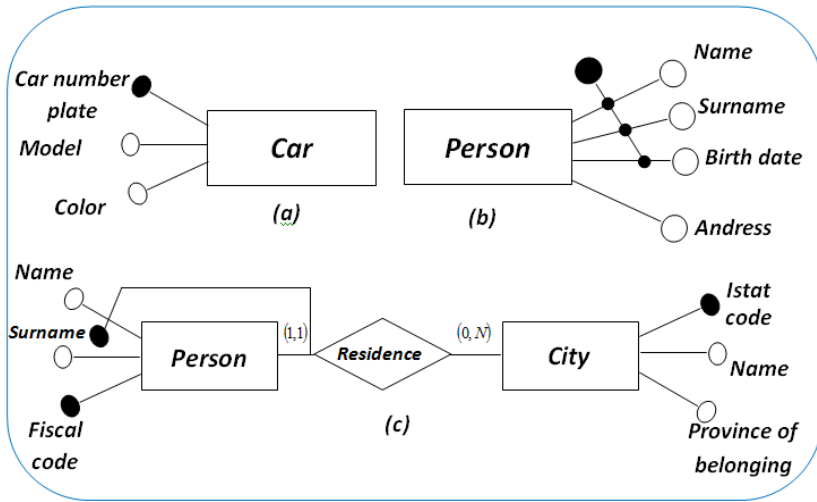 Car number
plate
Model
Color
Car
(a)
Person
(b)
Name
Surname
Birth date
Andress
Name
Surname
Fiscal
code
Person
(1,1)
Residence
(0, N)
City
(c)
Istat
code
Name
Province of
belonging